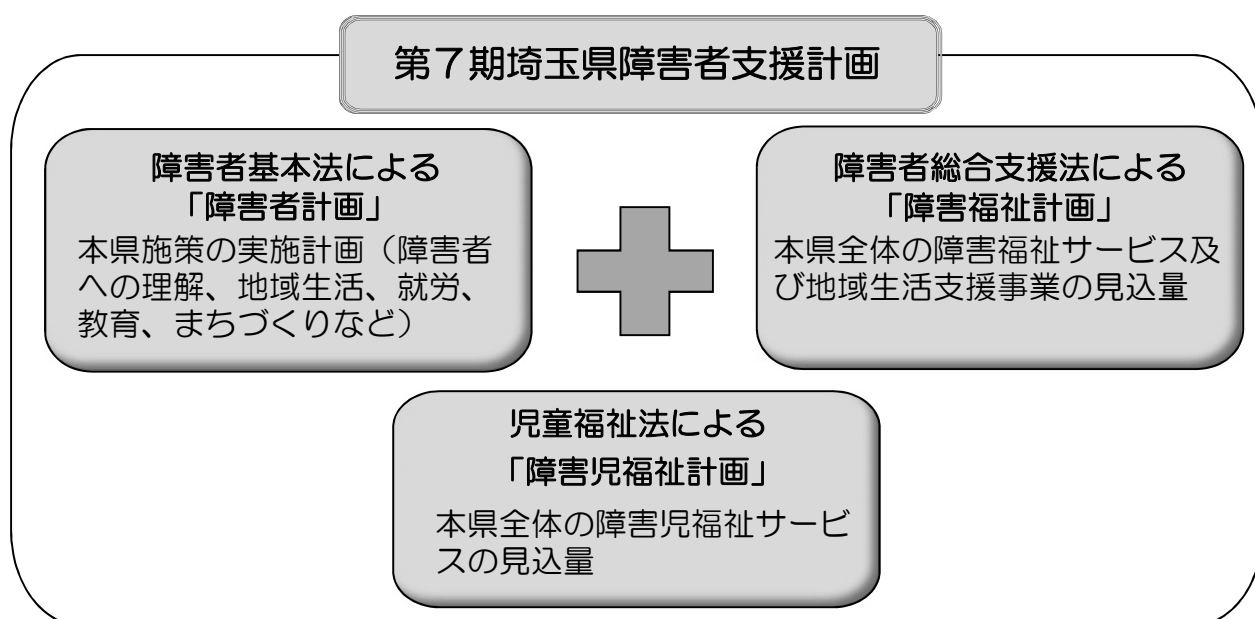 第7期埼玉県障害者支援計画
障害者基本法による
「障害者計画」
本県施策の実施計画（障害者
への理解、地域生活、就労、
教育、まちづくりなど）
障害者総合支援法による
「障害福祉計画」
本県全体の障害福祉サービス及
び地域生活支援事業の見込量
児童福祉法による
「障害児福祉計画」
本県全体の障害児福祉サービ
スの見込量